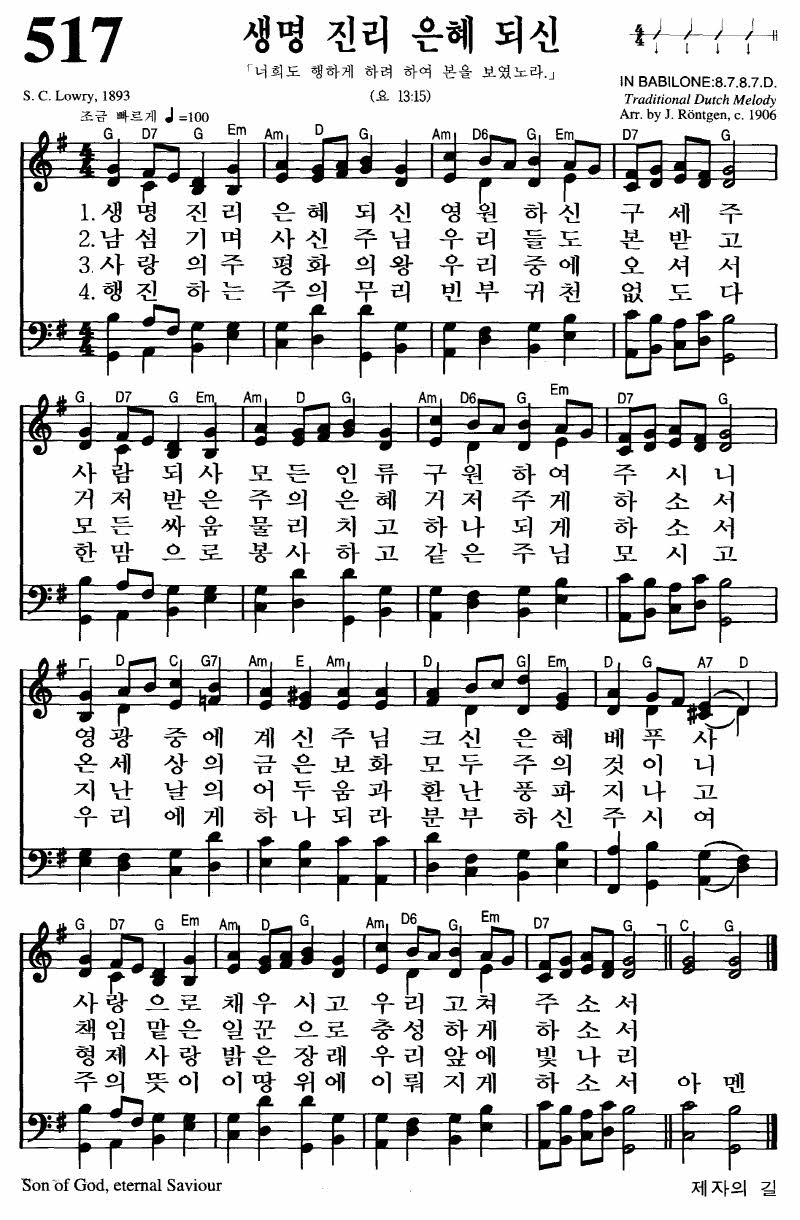 517
생명 진리 은혜 되신
「너희도 행하게 하려 하여 본을 보였노라.」
(요 13:15)
S. C. Lowry, 1893
IN BABILONE:8.7.8.7.D.
Traditional Dutch Melody
Arr. by J. Röntgen, c. 1906
조금 빠르게 ♩=100
G D7 G Em Am D G Am D6 G Em D7 G
1. 생 명 진 리 은 혜 되 신 영 원 하 신 구 세 주
2. 남 섬 기 며 사 신 주 님 우 리 들 도 본 받 고
3. 사 랑 의 주 평 화 의 왕 우 리 중 에 오 셔 서
4. 행 진 하 는 주 의 무 리 빈 부 귀 천 없 도 다
G D7 G Em Am D G Am D6 G Em D7 G
사 람 되 사 모 든 인 류 구 원 하 여 주 시 니
거 저 받 은 주 의 은 혜 거 저 주 게 하 소 서
모 든 싸 움 물 리 치 고 하 나 되 게 하 소 서
한 맘 으 로 봉 사 하 고 같 은 주 님 모 시 고
D C G7 Am E Am D G Em D G A7 D
영 광 중 에 계 신 주 님 크 신 은 혜 베 푸 사
온 세 상 의 금 은 보 화 모 두 주 의 것 이 니
지 난 날 의 어 두 움 과 환 난 풍 파 지 나 고
우 리 에 게 하 나 되 라 분 부 하 신 주 시 여
G D7 G Em Am D G Am D6 G Em D7 G C G
사 랑 으 로 채 우 시 고 우 리 고 쳐 주 소 서
책 임 맡 은 일 꾼 으 로 충 성 하 게 하 소 서
형 제 사 랑 밝 은 장 래 우 리 앞 에 빛 나 리
주 의 뜻 이 이 땅 위 에 이 뤄 지 게 하 소 서 아 멘
Son of God, eternal Saviour
제자의 길